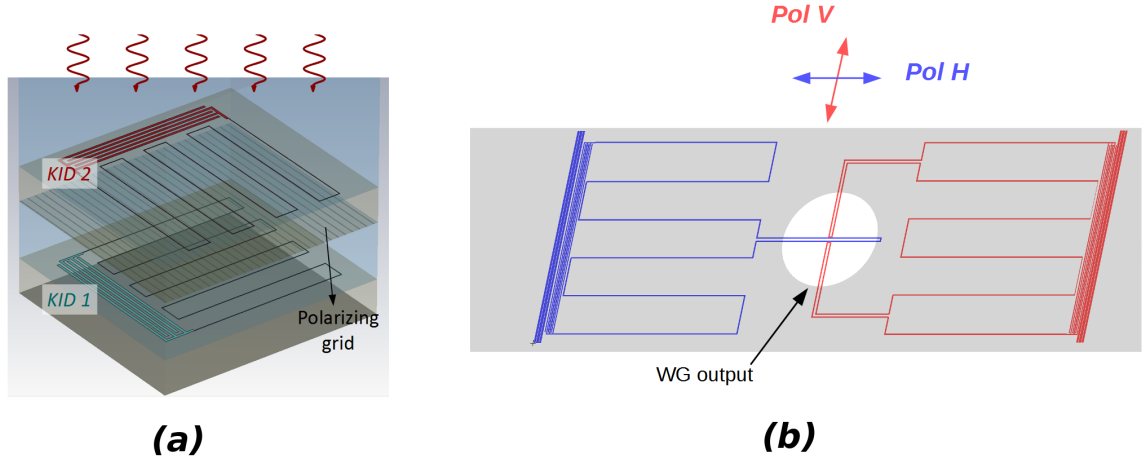 KID 2
KID 1
Polarizing
grid
(a)
Pol V
Pol H
WG output
(b)